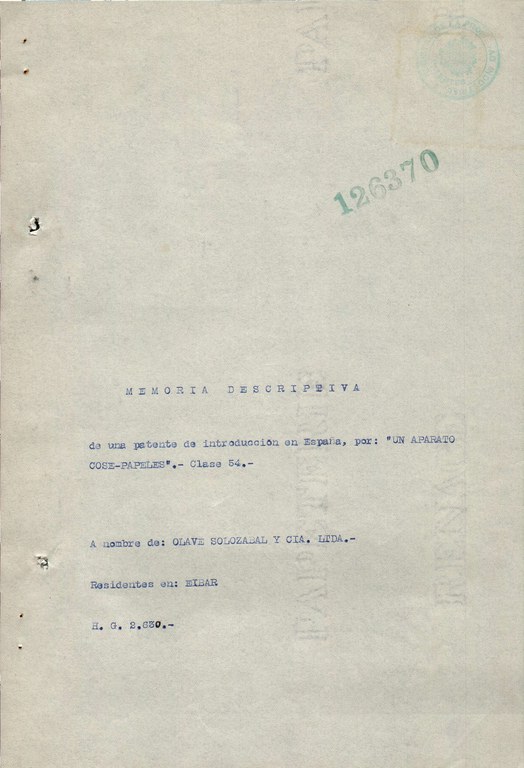 126370
MEMORIA DESCRIPTIVA
de una patente de introducción en España, por: "UN APARATO
COSE-PAPELES".- Clase 54.-
A nombre de: OLAVE SOLOZABAL Y CIA. LTDA.-
Residentes en: EIBAR
H. G. 2.630.-